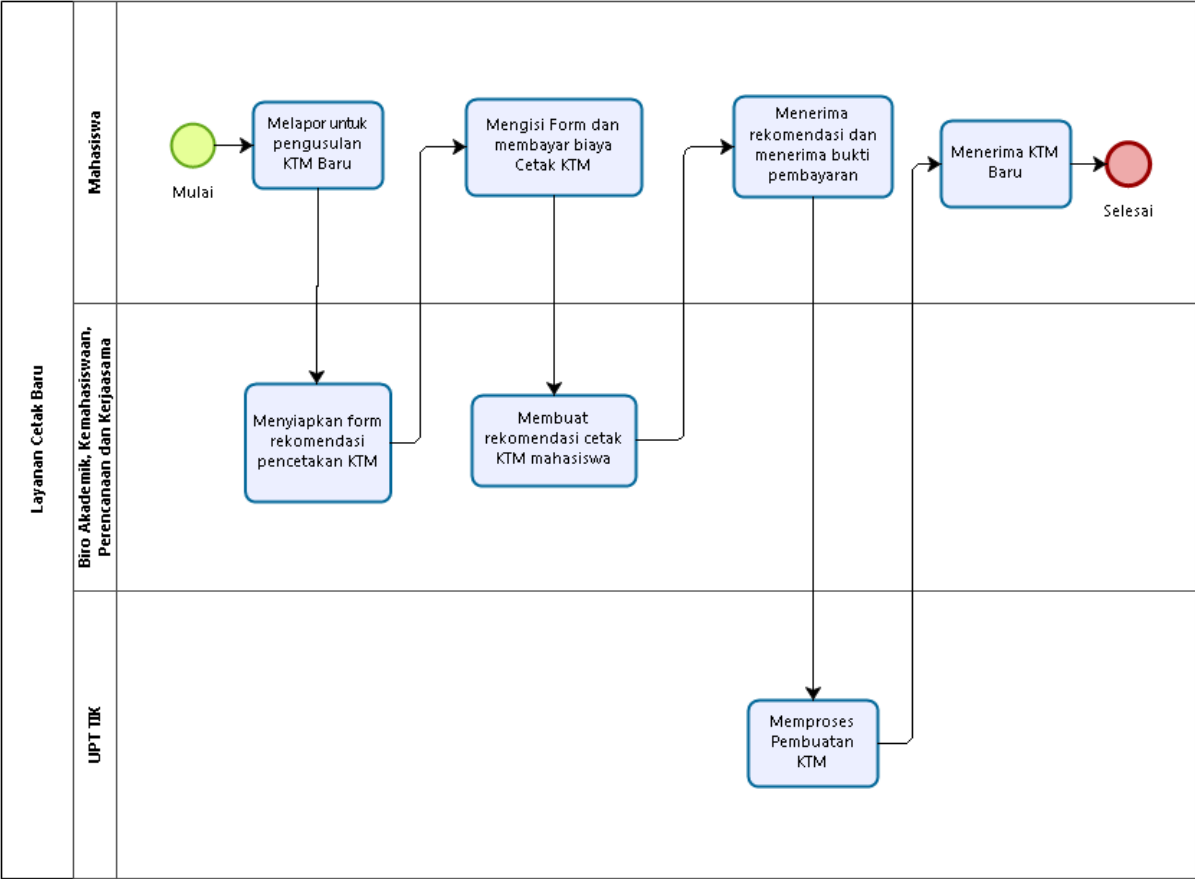 Layanan Cetak Baru
Mahasiswa
Mulai
Melapor untuk
pengusulan
KTM Baru
Mengisi Form dan
membayar biaya
Cetak KTM
Menerima
rekomendasi dan
menerima bukti
pembayaran
Menerima KTM
Baru
Selesai
Biro Akademik, Kemahasiswaan,
Perencanaan dan Kerjaasama
Menyiapkan form
rekomendasi
pencetakan KTM
Membuat
rekomendasi cetak
KTM mahasiswa
UPT TIK
Memproses
Pembuatan
KTM